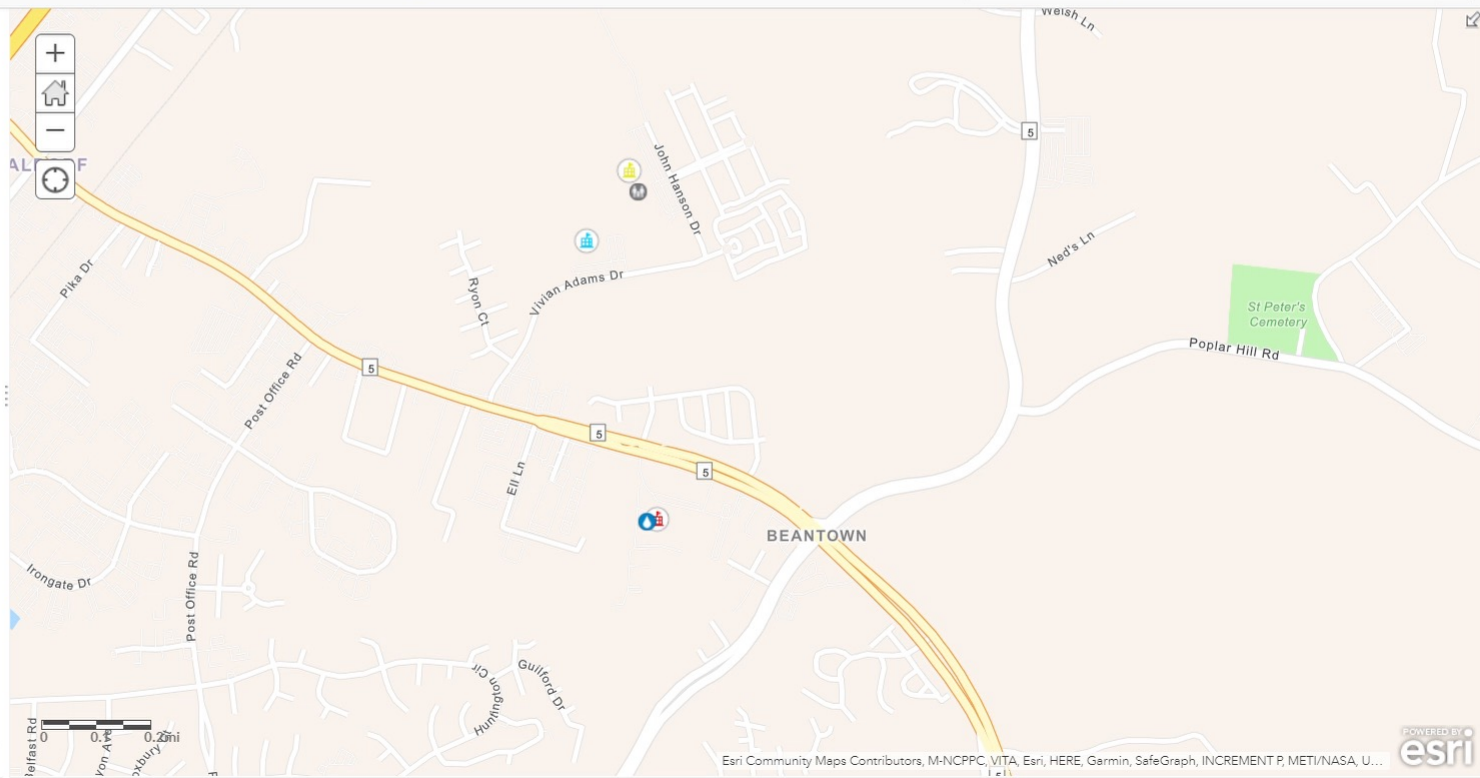 Welsh Ln
5
John Hanson Dr
Pika Dr
Ryon Ct
Vivian Adams Dr
Ned's Ln
St Peter's
Cemetery
Poplar Hill Rd
5
Post Office Rd
5
5
Ell Ln
BEANTOWN
Irongate Dr
Post Office Rd
Guilford Dr
Huntington Cir
Belfast Rd
0
POWERED BY
esri
Esri Community Maps Contributors, M-NCPPC, VITA, Esri, HERE, Garmin, SafeGraph, INCREMENT P, METI/NASA, U...